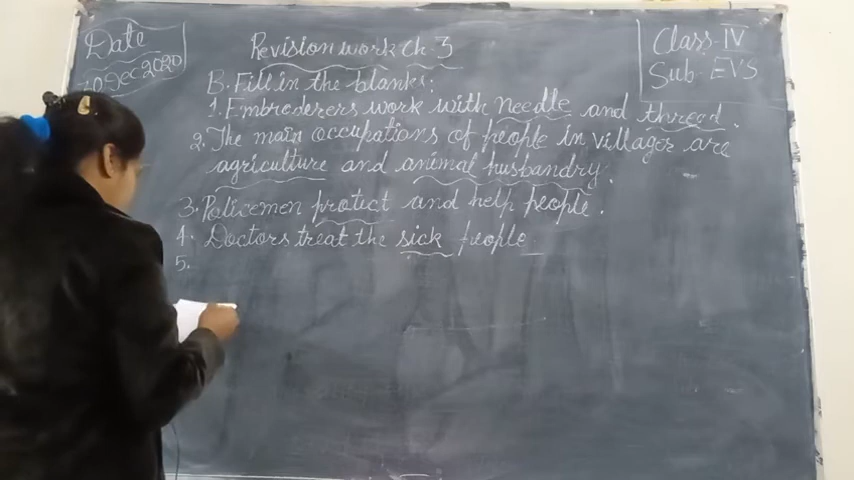 Date
10 Dec 2020
Revision work Ch-3
Class-IV
Sub-EVS
B. Fill in the blanks:
1. Embroderers work with needle and thread.
2. The main occupations of people in villages are
agriculture and animal husbandry.
3. Policemen protect and help people.
4. Doctors treat the sick people
5.